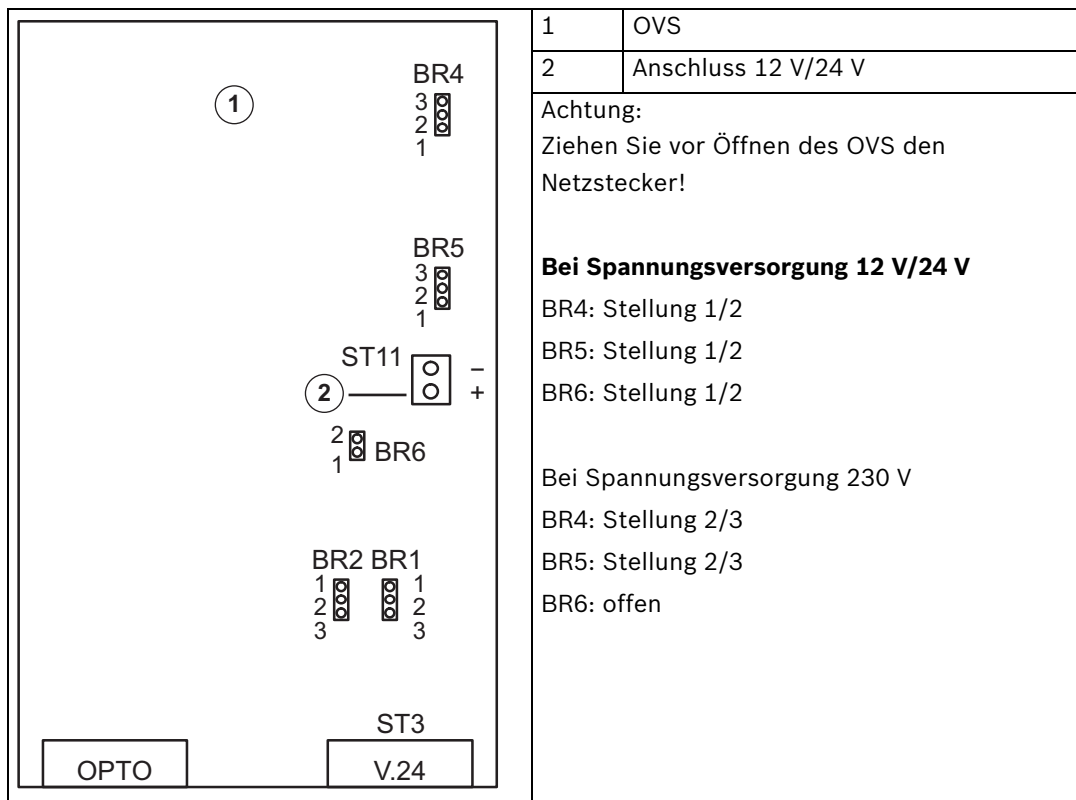 1
BR4
3
2
1
BR5
3
2
1
ST11
–
2
+
2
BR6
1
BR2 BR1
1 1
2 2
3 3
ST3
OPTO
V.24
1 OVS
2 Anschluss 12 V/24 V
Achtung:
Ziehen Sie vor Öffnen des OVS den
Netzstecker!
Bei Spannungsversorgung 12 V/24 V
BR4: Stellung 1/2
BR5: Stellung 1/2
BR6: Stellung 1/2
Bei Spannungsversorgung 230 V
BR4: Stellung 2/3
BR5: Stellung 2/3
BR6: offen